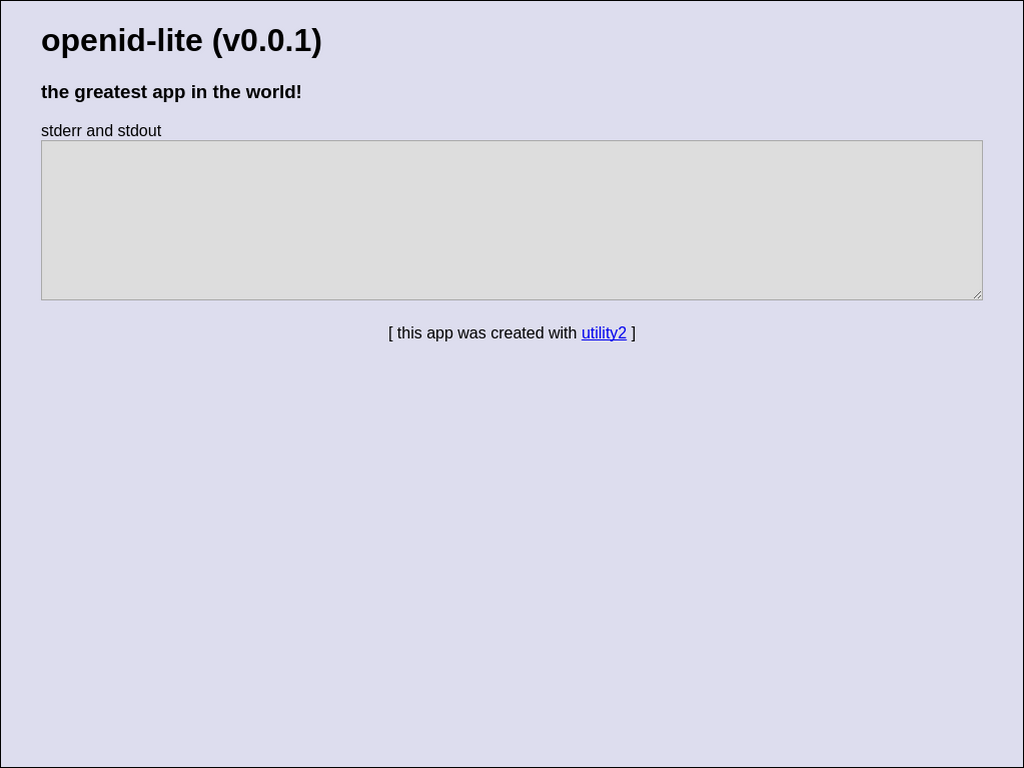 openid-lite (v0.0.1)
the greatest app in the world!
stderr and stdout
[ this app was created with utility2 ]